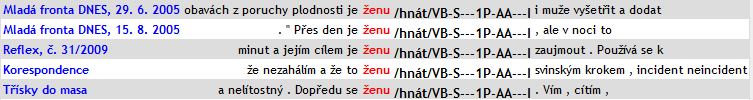 Mladá fronta DNES, 29. 6. 2005 obavách z poruchy plodnosti je ženu /hnát/VB-S---1P-AA---I i muže vyšetřit a dodat
Mladá fronta DNES, 15. 8. 2005 . " Přes den je ženu /hnát/VB-S---1P-AA---I , ale v noci to
Reflex, č. 31/2009 minut a jejím cílem je ženu /hnát/VB-S---1P-AA---I zaujmout . Používá se k
Korespondence že nezahálím a že to ženu /hnát/VB-S---1P-AA---I svinským krokem , incident neincident
Třísky do masa a nelítostný . Dopředu se ženu /hnát/VB-S---1P-AA---I . Vím , cítím ,